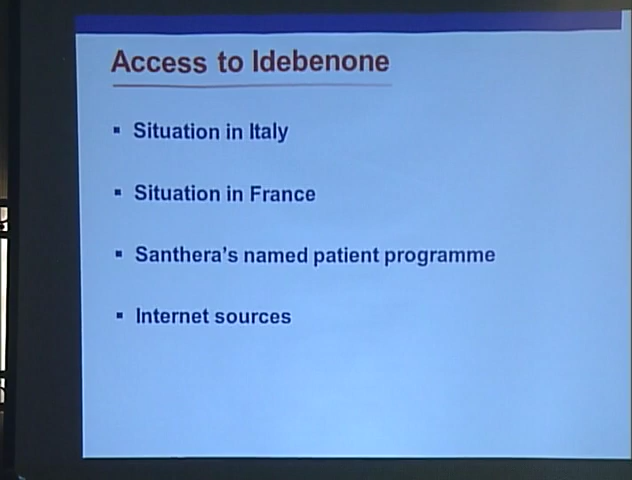 Access to Idebenone
▪ Situation in Italy
▪ Situation in France
▪ Santhera's named patient programme
▪ Internet sources